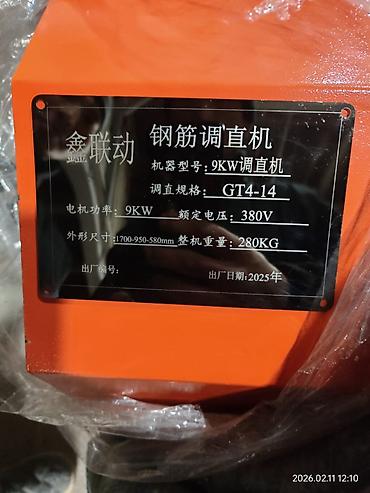 鑫联动 钢筋调直机
机器型号: 9KW调直机
调直规格: GT4-14
电机功率: 9KW 额定电压: 380V
外形尺寸: 1700-950-580mm 整机重量: 280KG
出厂编号: 出厂日期: 2025年
2026.02.11 12:10